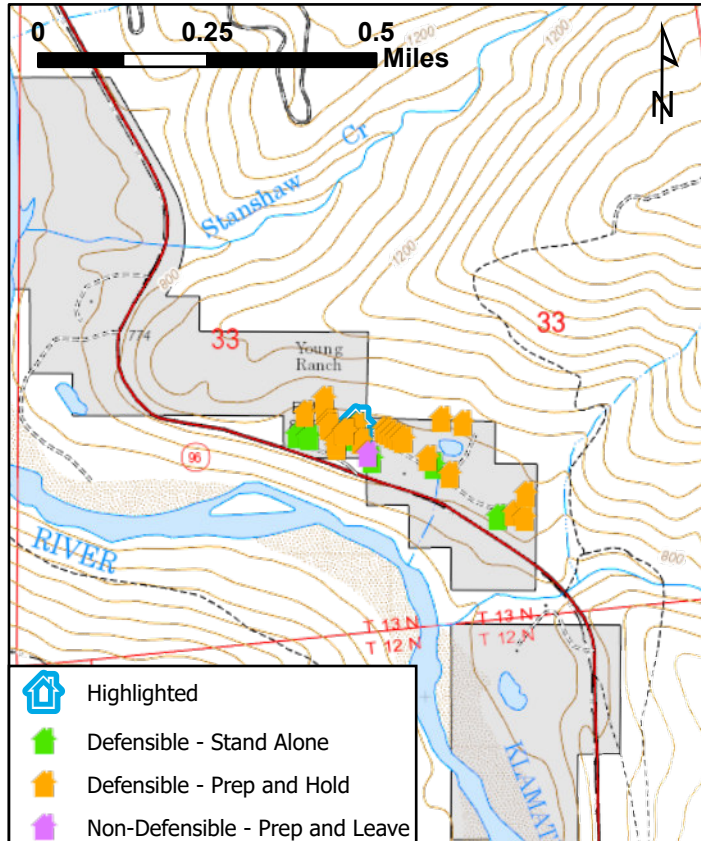 0 0.25 0.5
Miles
N
1200
1200
Stanshaw Cr
1200
800
774
33
33
Young
Ranch
96
RIVER
800
T 13 N T 13 N
T 12 N T 12 N
KLAMAT
Highlighted
Defensible - Stand Alone
Defensible - Prep and Hold
Non-Defensible - Prep and Leave